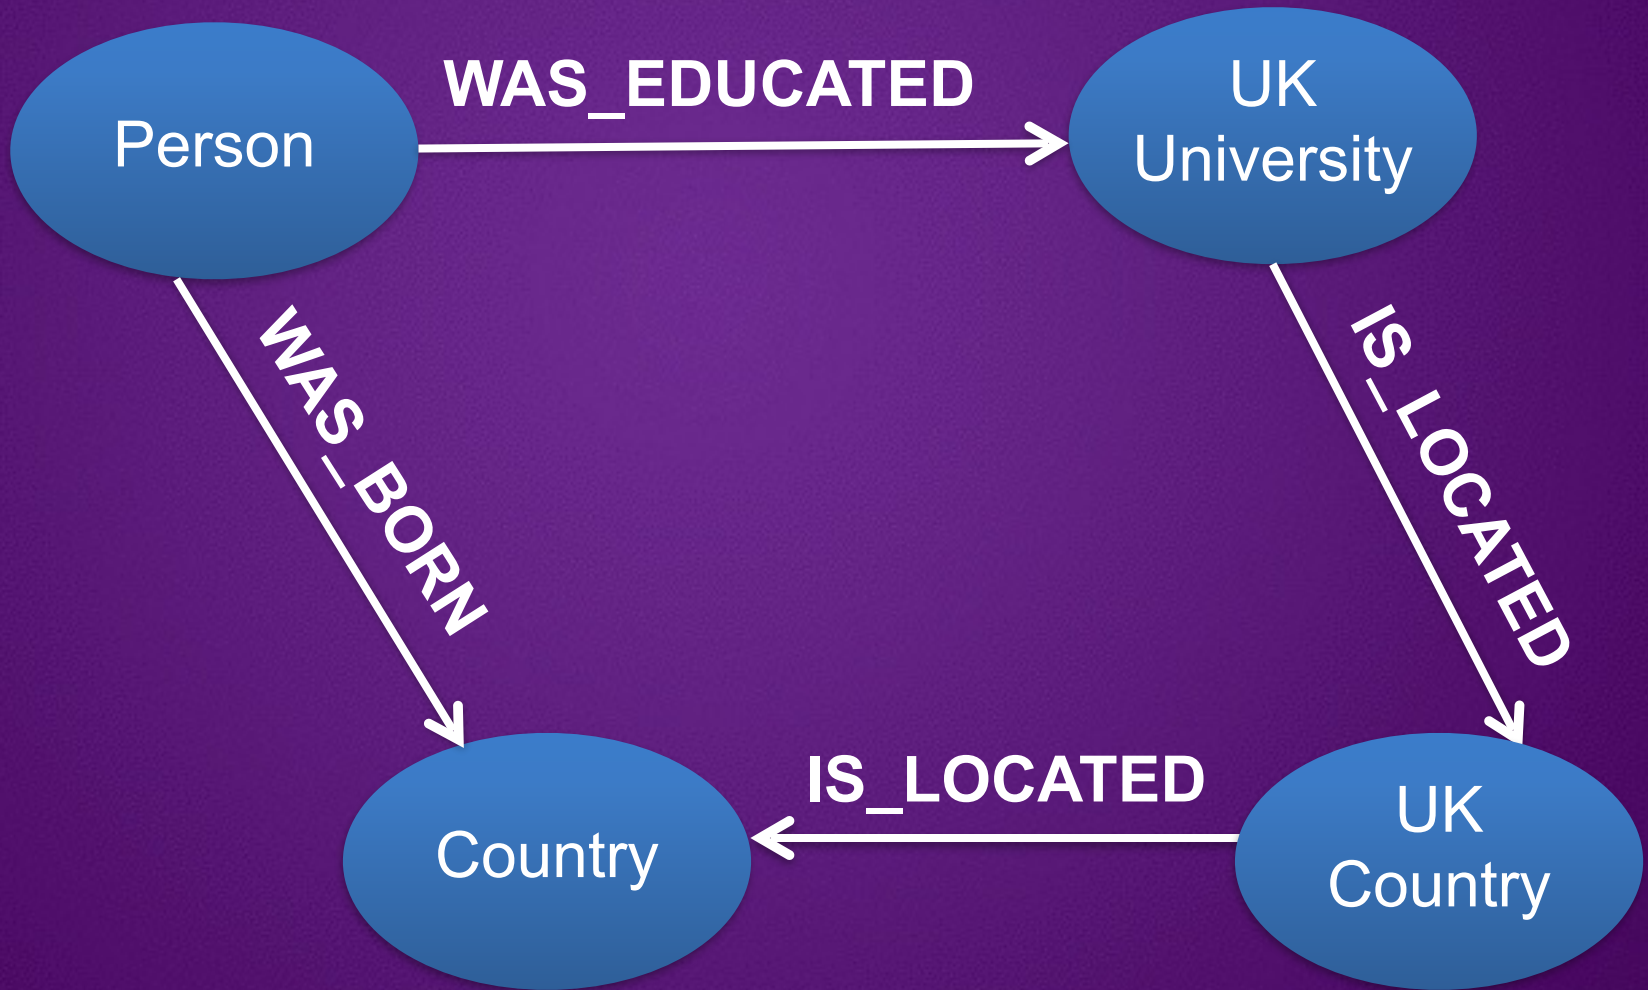 Person
WAS_EDUCATED
UK
University
WAS_BORN
IS_LOCATED
Country
IS_LOCATED
UK
Country